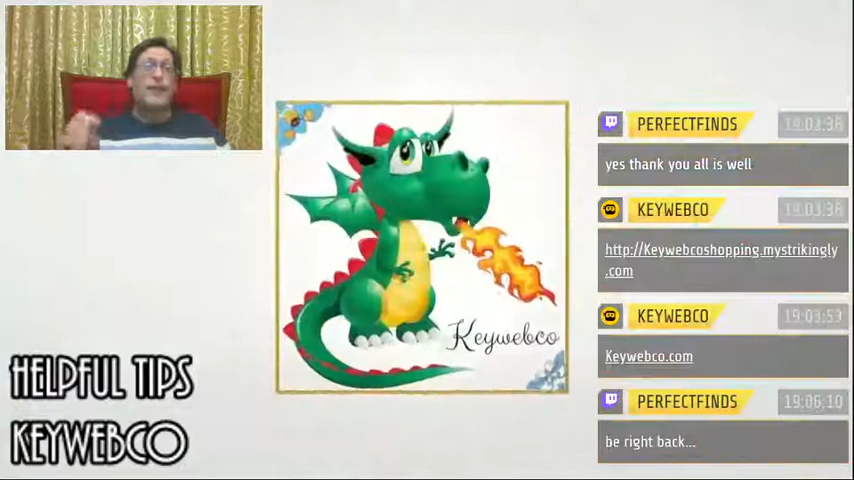 PERFECTFINDS 19:03:38
yes thank you all is well
KEYWEBCO 19:03:38
http://Keywebcoshopping.mystrikingly
.com
KEYWEBCO 19:03:53
Keywebco.com
PERFECTFINDS 19:06:10
be right back...
Keywebco
HELPFUL TIPS
KEYWEBCO